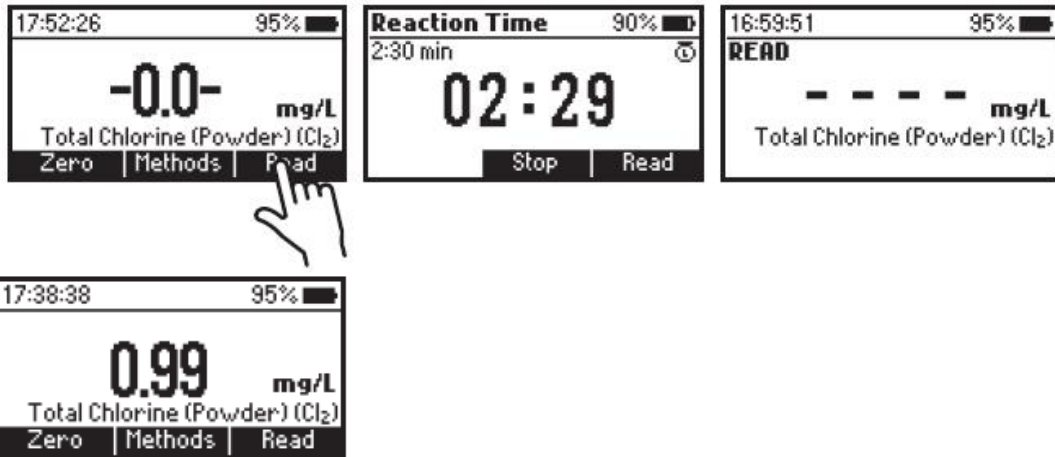 17:52:26 95%
-0.0- mg/L
Total Chlorine (Powder) (Cl₂)
Zero Methods Read
Reaction Time 90%
2:30 min
02:29
Stop Read
16:59:51 95%
READ
- - - - mg/L
Total Chlorine (Powder) (Cl₂)
17:38:38 95%
0.99 mg/L
Total Chlorine (Powder) (Cl₂)
Zero Methods Read